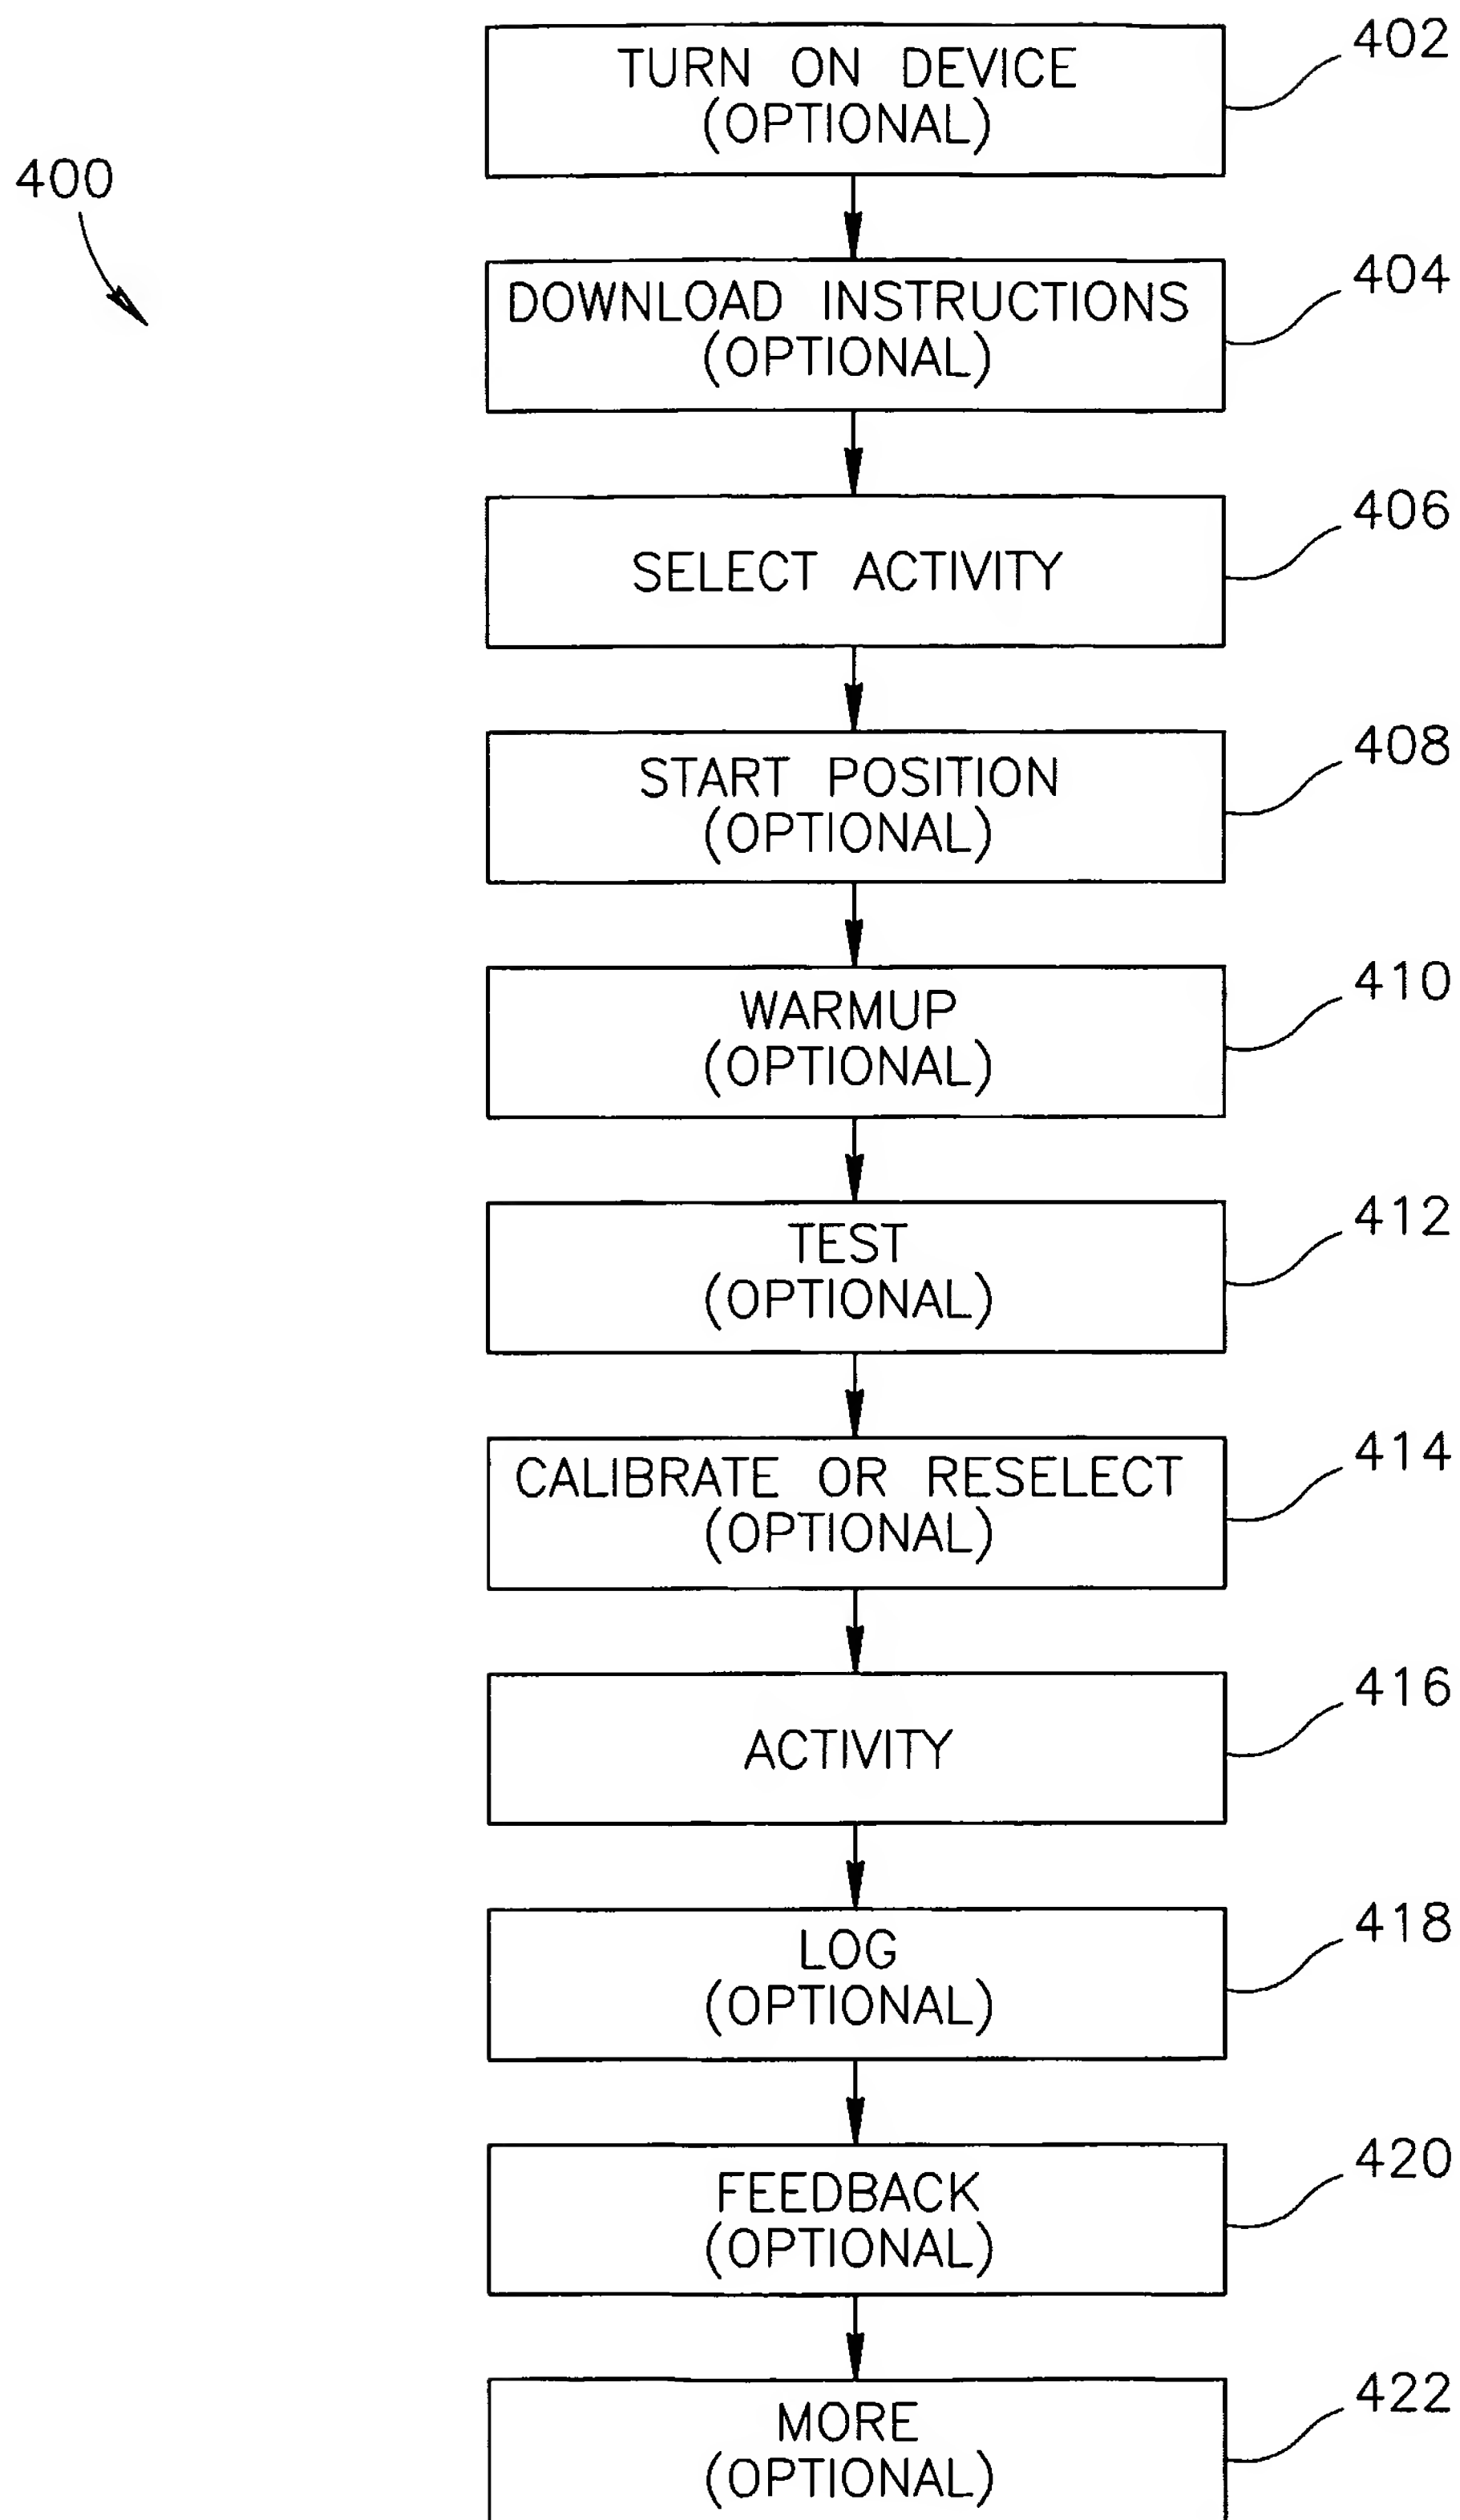 402
TURN ON DEVICE
(OPTIONAL)
400
404
DOWNLOAD INSTRUCTIONS
(OPTIONAL)
406
SELECT ACTIVITY
408
START POSITION
(OPTIONAL)
410
WARMUP
(OPTIONAL)
412
TEST
(OPTIONAL)
414
CALIBRATE OR RESELECT
(OPTIONAL)
416
ACTIVITY
418
LOG
(OPTIONAL)
420
FEEDBACK
(OPTIONAL)
422
MORE
(OPTIONAL)